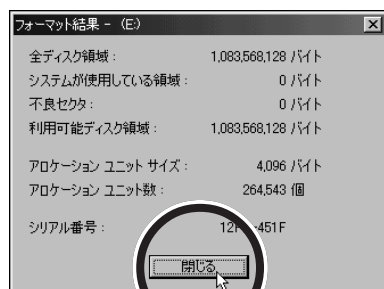 フォーマット結果 - (E:)
全ディスク領域： 1,083,568,128 バイト
システムが使用している領域： 0 バイト
不良セクタ： 0 バイト
利用可能ディスク領域： 1,083,568,128 バイト
アロケーション ユニット サイズ： 4,096 バイト
アロケーション ユニット数： 264,543 個
シリアル番号：
閉じる